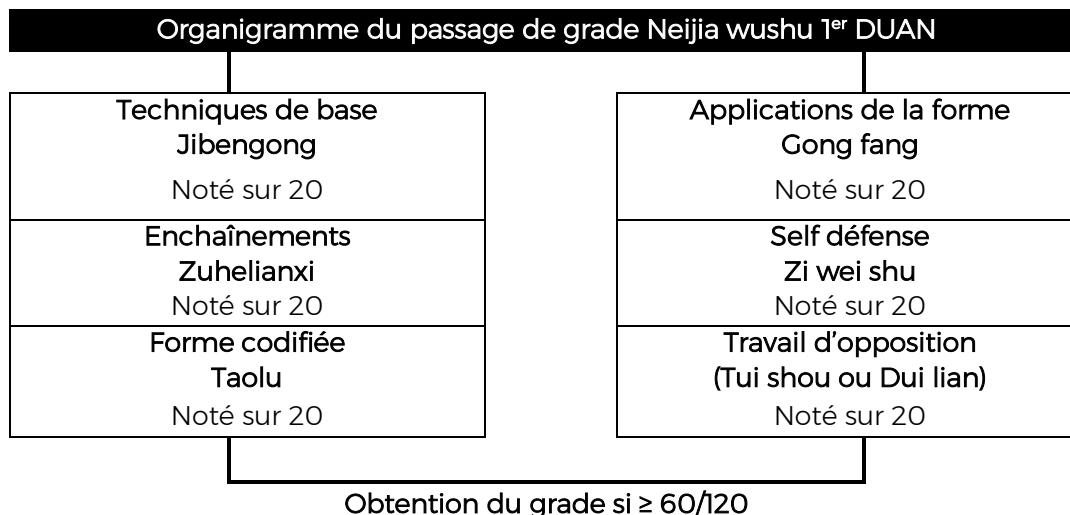 Organigramme du passage de grade Neijia wushu 1er DUAN
Techniques de base
Jibengong
Noté sur 20
Enchaînements
Zuhelianxi
Noté sur 20
Forme codifiée
Taolu
Noté sur 20
Applications de la forme
Gong fang
Noté sur 20
Self défense
Zi wei shu
Noté sur 20
Travail d’opposition
(Tui shou ou Dui lian)
Noté sur 20
Obtention du grade si ≥ 60/120